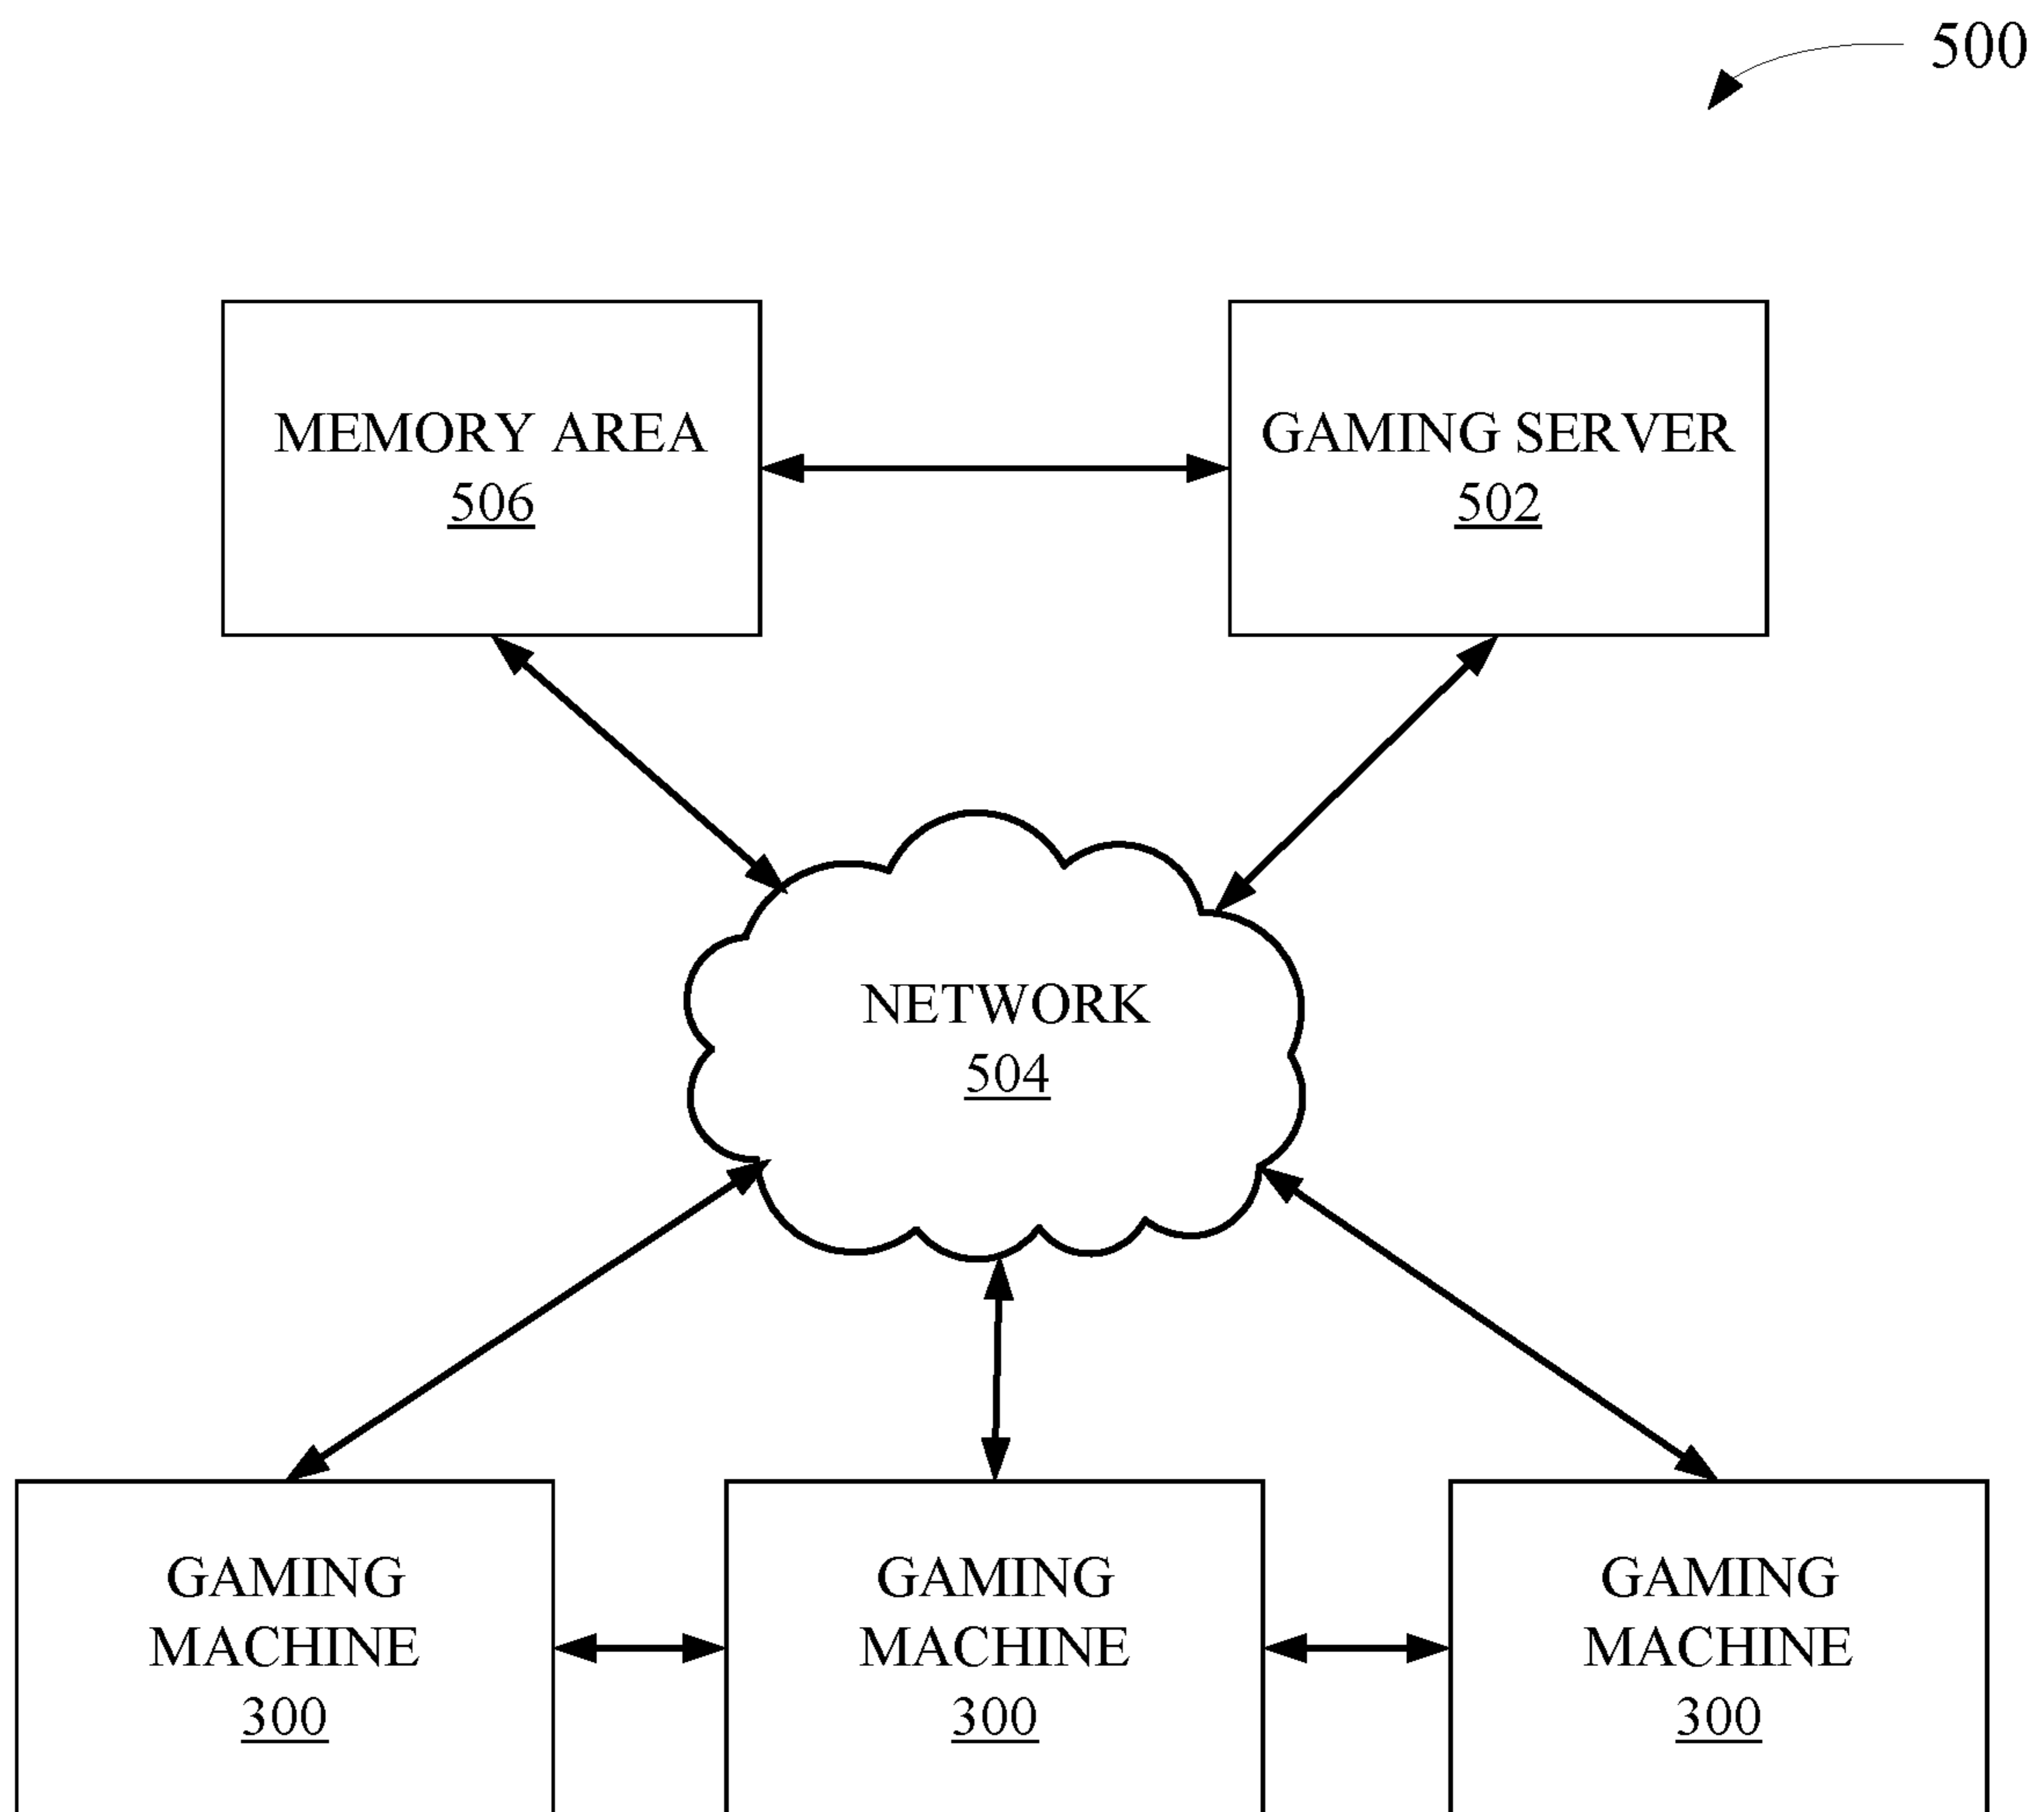 500
MEMORY AREA
506
GAMING SERVER
502
NETWORK
504
GAMING
MACHINE
300
GAMING
MACHINE
300
GAMING
MACHINE
300